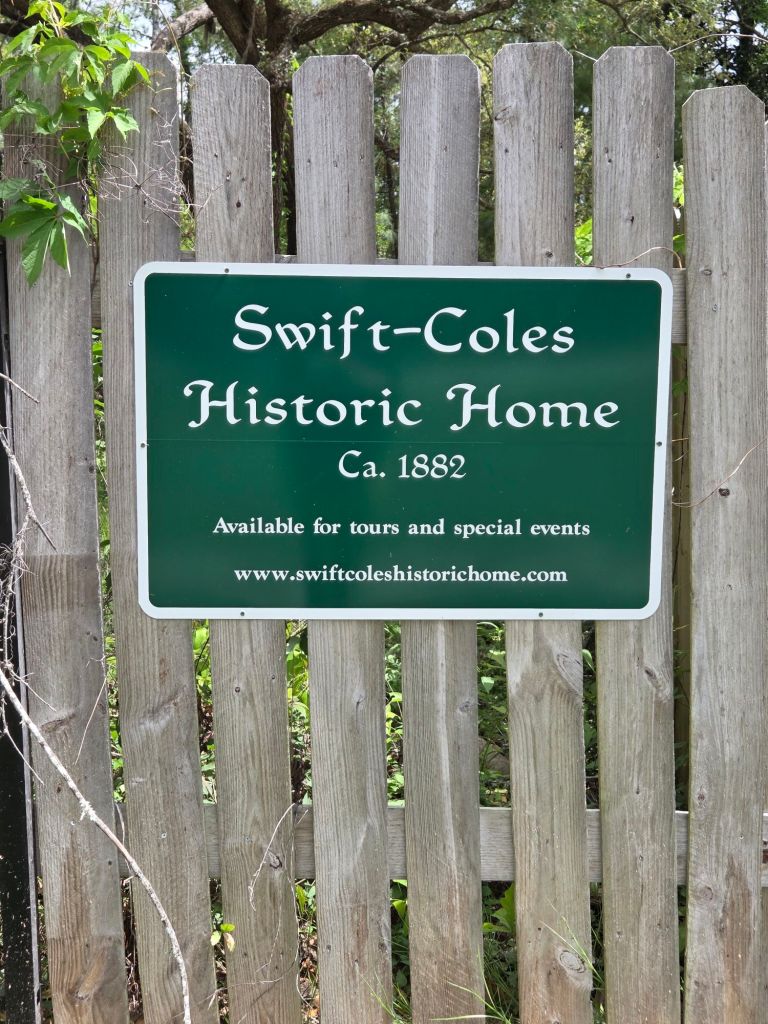 Swift-Coles
Historic Home
Ca. 1882
Available for tours and special events
www.swiftcoleshistorichome.com